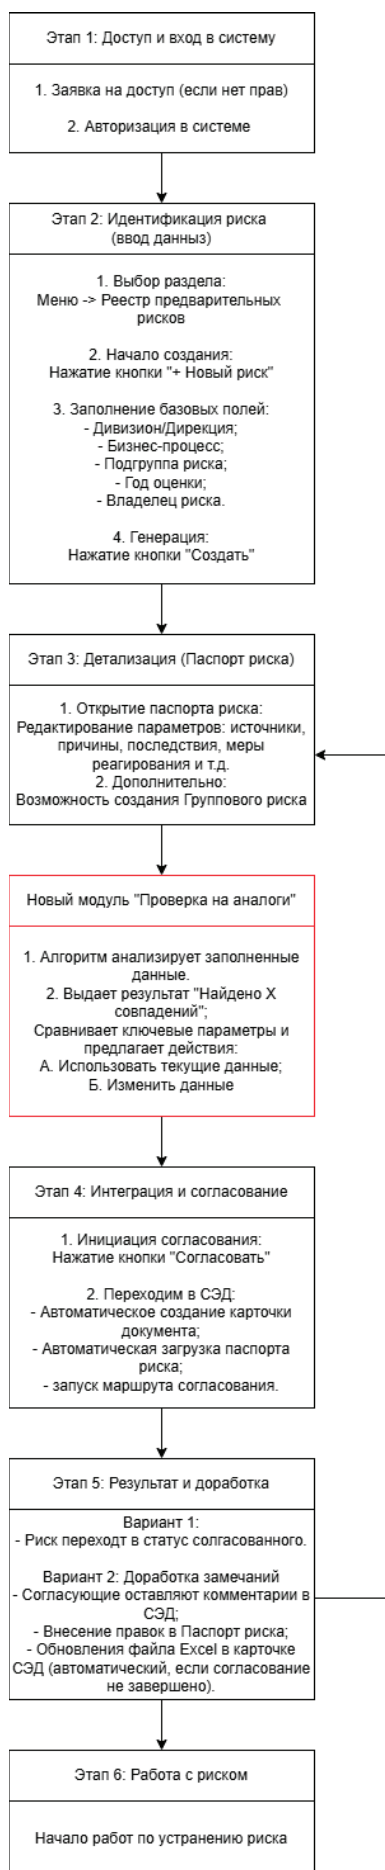 Этап 1: Доступ и вход в систему
1. Заявка на доступ (если нет прав)
2. Авторизация в системе
Этап 2: Идентификация риска
(ввод данныз)
1. Выбор раздела:
Меню -> Реестр предварительных
рисков
2. Начало создания:
Нажатие кнопки "+ Новый риск"
3. Заполнение базовых полей:
- Дивизион/Дирекция;
- Бизнес-процесс;
- Подгруппа риска;
- Год оценки;
- Владелец риска.
4. Генерация:
Нажатие кнопки "Создать"
Этап 3: Детализация (Паспорт риска)
1. Открытие паспорта риска:
Редактирование параметров: источники,
причины, последствия, меры
реагирования и т.д.
2. Дополнительно:
Возможность создания Группового риска
Новый модуль "Проверка на аналоги"
1. Алгоритм анализирует заполненные
данные.
2. Выдает результат "Найдено X
совпадений";
Сравнивает ключевые параметры и
предлагает действия:
А. Использовать текущие данные;
Б. Изменить данные
Этап 4: Интеграция и согласование
1. Инициация согласования:
Нажатие кнопки "Согласовать"
2. Переходим в СЭД:
- Автоматическое создание карточки
документа;
- Автоматическая загрузка паспорта
риска;
- запуск маршрута согласования.
Этап 5: Результат и доработка
Вариант 1:
- Риск переходт в статус солгасованного.
Вариант 2: Доработка замечаний
- Согласующие оставляют комментарии в
СЭД;
- Внесение правок в Паспорт риска;
- Обновления файла Excel в карточке
СЭД (автоматический, если согласование
не завершено).
Этап 6: Работа с риском
Начало работ по устранению риска